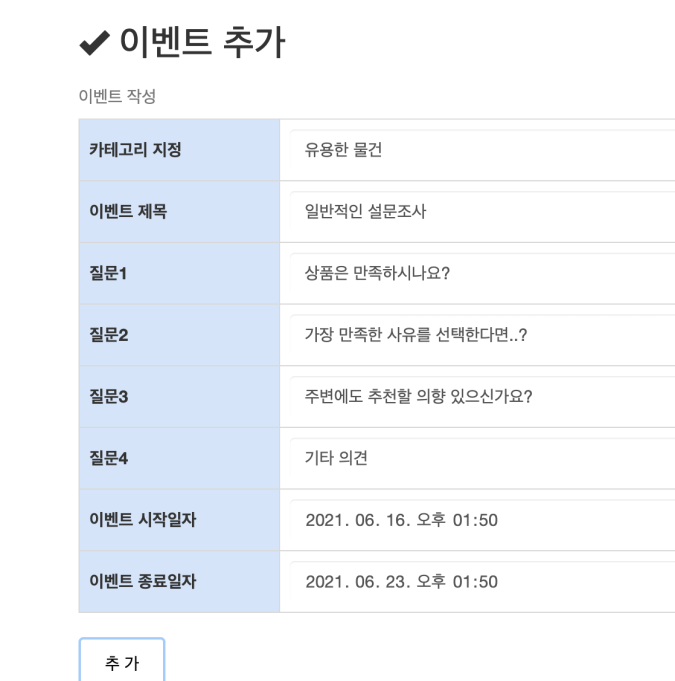 ✔ 이벤트 추가
이벤트 작성
카테고리 지정 유용한 물건
이벤트 제목 일반적인 설문조사
질문1 상품은 만족하시나요?
질문2 가장 만족한 사유를 선택한다면..?
질문3 주변에도 추천할 의향 있으신가요?
질문4 기타 의견
이벤트 시작일자 2021. 06. 16. 오후 01:50
이벤트 종료일자 2021. 06. 23. 오후 01:50
추 가